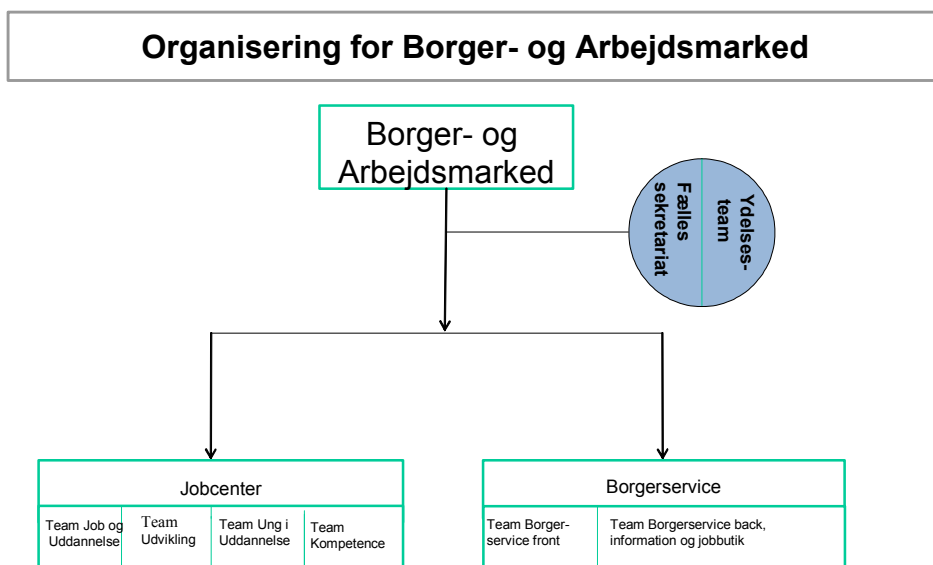 Organisering for Borger- og Arbejdsmarked
Borger- og
Arbejdsmarked
Ydelses-
team
Fælles
sekretariat
Jobcenter
Team Job og
Uddannelse
Team
Udvikling
Team Ung i
Uddannelse
Team
Kompetence
Borgerservice
Team Borger-
service front
Team Borgerservice back,
information og jobbutik